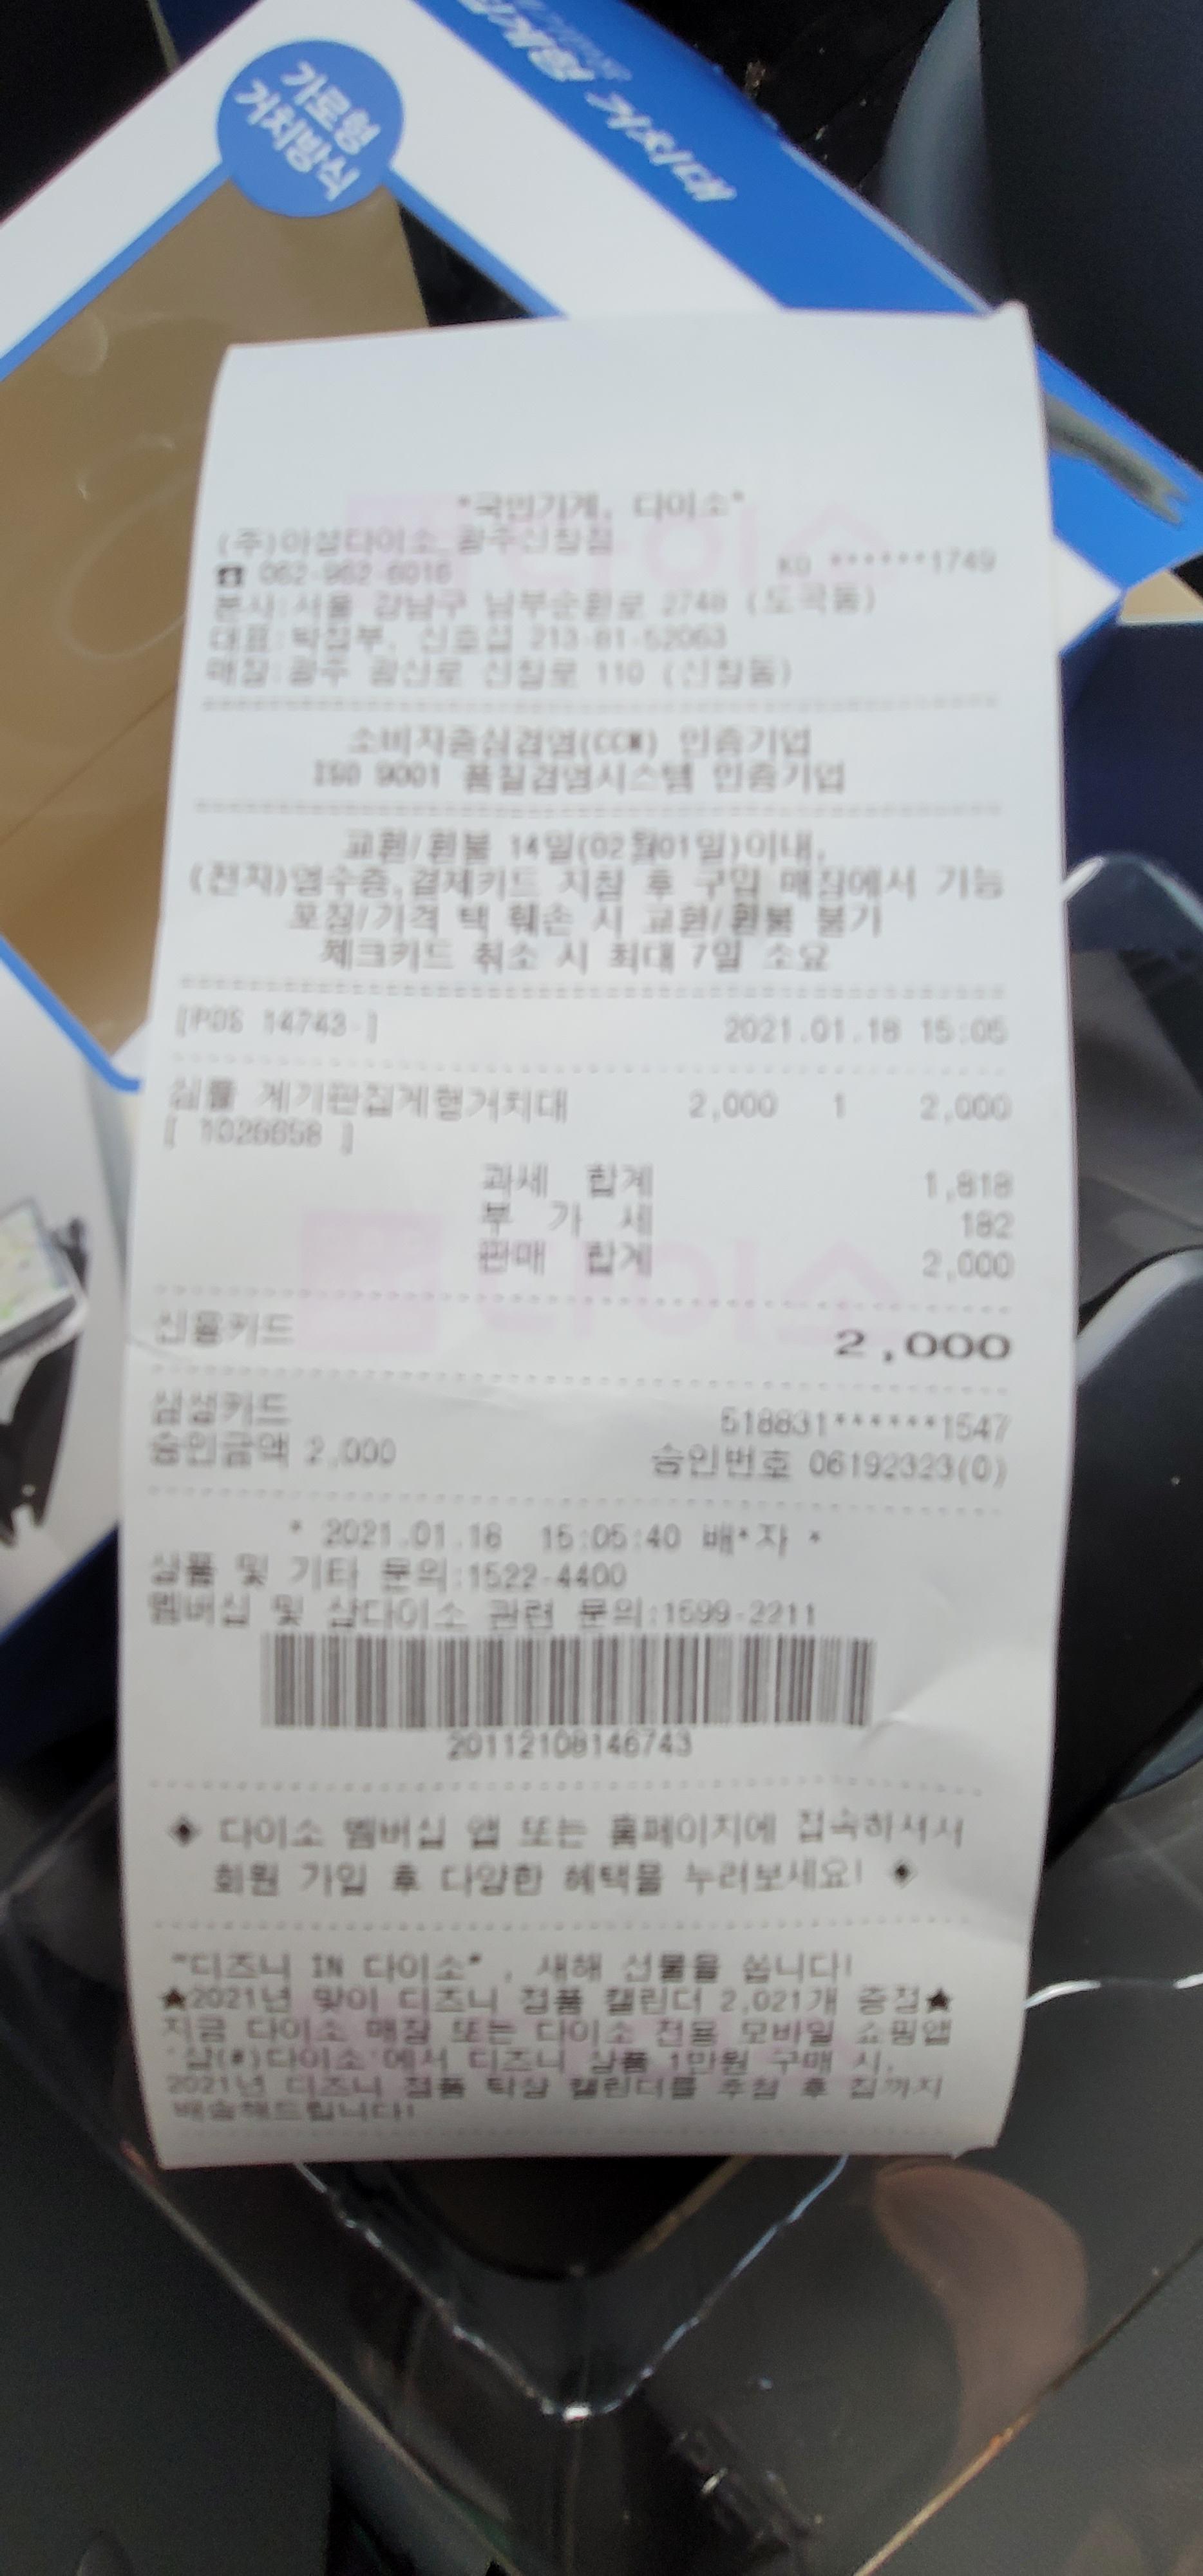 가로형
거치방식
거치대
"국민가게, 다이소"
(주)아성다이소 광주신창점
☎ 062-962-6016 KO ******1749
본사:서울 강남구 남부순환로 2748 (도곡동)
대표:박정부, 신호섭 213-81-52063
매장:광주 광산로 신창로 110 (신창동)
소비자중심경영(CCM) 인증기업
ISO 9001 품질경영시스템 인증기업
교환/환불 14일(02월01일)이내,
(전자)영수증,결제카드 지참 후 구입 매장에서 가능
포장/가격 택 훼손 시 교환/환불 불가
체크카드 취소 시 최대 7일 소요
[POS 14743 ] 2021.01.18 15:05
심플 계기판집게형거치대 2,000 1 2,000
[ 1026658 ]
과세 합계 1,818
부 가 세 182
판매 합계 2,000
신용카드 2,000
삼성카드 518831******1547
승인금액 2,000 승인번호 06192323(0)
* 2021.01.18 15:05:40 배*자 *
상품 및 기타 문의:1522-4400
멤버십 및 샵다이소 관련 문의:1599-2211
20112108146743
◆ 다이소 멤버십 앱 또는 홈페이지에 접속하셔서
회원 가입 후 다양한 혜택을 누려보세요! ◆
"디즈니 IN 다이소", 새해 선물을 쏩니다!
★2021년 맞이 디즈니 정품 캘린더 2,021개 증정★
지금 다이소 매장 또는 다이소 전용 모바일 쇼핑앱
'샵(#)다이소'에서 디즈니 상품 1만원 구매 시,
2021년 디즈니 정품 탁상 캘린더를 추첨 후 집까지
배송해드립니다!